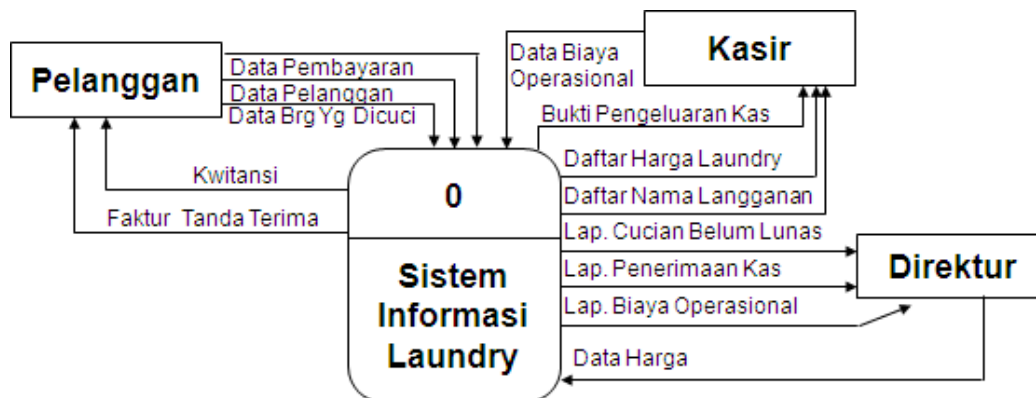 Pelanggan
Data Pembayaran
Data Pelanggan
Data Brg Yg Dicuci
Data Biaya
Operasional
Kasir
Bukti Pengeluaran Kas
Kwitansi
Faktur Tanda Terima
0
Sistem
Informasi
Laundry
Daftar Harga Laundry
Daftar Nama Langganan
Lap. Cucian Belum Lunas
Lap. Penerimaan Kas
Lap. Biaya Operasional
Data Harga
Direktur